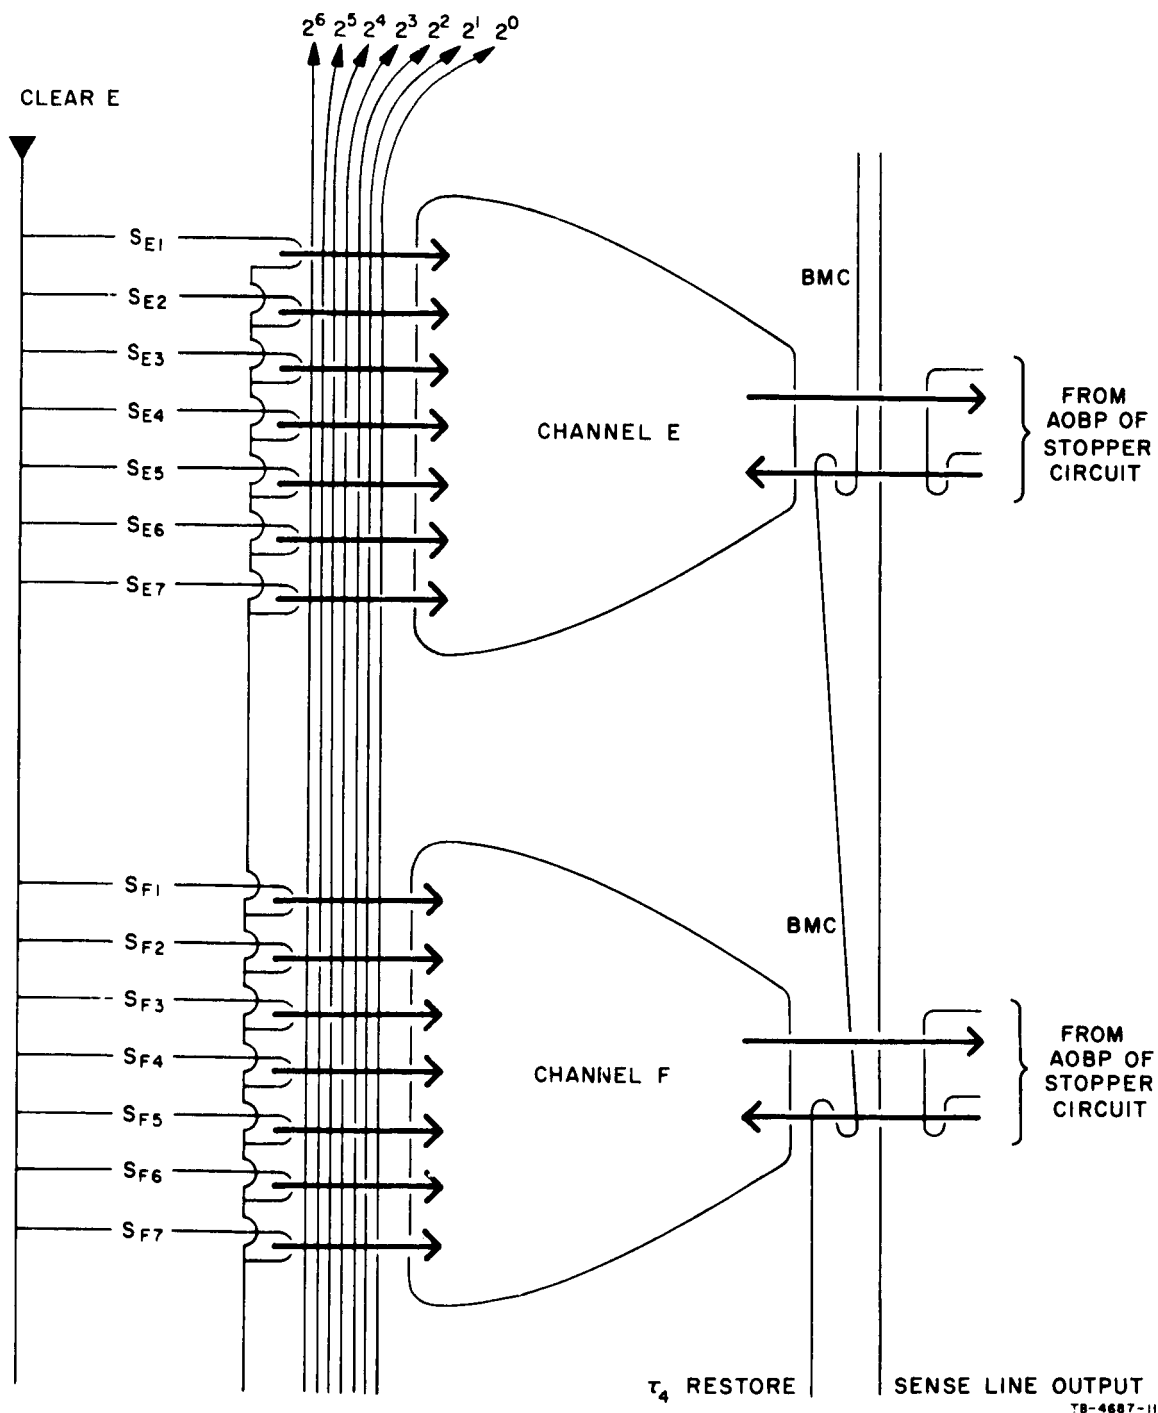 2⁶ 2⁵ 2⁴ 2³ 2² 2¹ 2⁰
CLEAR E
S_E1
S_E2
S_E3
S_E4
S_E5
S_E6
S_E7
CHANNEL E
BMC
FROM
AOBP OF
STOPPER
CIRCUIT
S_F1
S_F2
S_F3
S_F4
S_F5
S_F6
S_F7
CHANNEL F
BMC
FROM
AOBP OF
STOPPER
CIRCUIT
τ₄ RESTORE
SENSE LINE OUTPUT
TB-4687-11